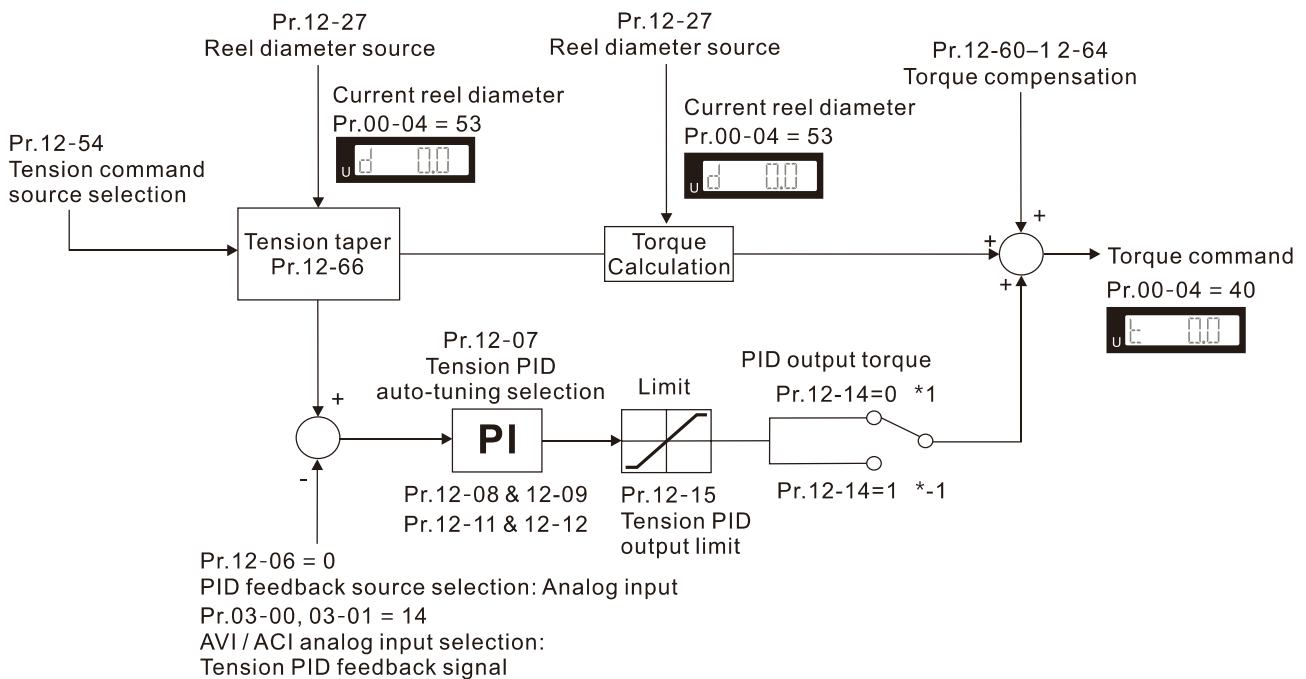 Pr.12-27
Reel diameter source
Pr.12-27
Reel diameter source
Pr.12-60–1 2-64
Torque compensation
Current reel diameter
Pr.00-04 = 53
U d 0.0
Current reel diameter
Pr.00-04 = 53
U d 0.0
Pr.12-54
Tension command
source selection
Tension taper
Pr.12-66
Torque
Calculation
+
+
+
Torque command
Pr.00-04 = 40
U t 0.0
Pr.12-07
Tension PID
auto-tuning selection
Limit
PID output torque
Pr.12-14=0 *1
+
-
PI
Pr.12-14=1 *-1
Pr.12-08 & 12-09
Pr.12-11 & 12-12
Pr.12-15
Tension PID
output limit
Pr.12-06 = 0
PID feedback source selection: Analog input
Pr.03-00, 03-01 = 14
AVI / ACI analog input selection:
Tension PID feedback signal